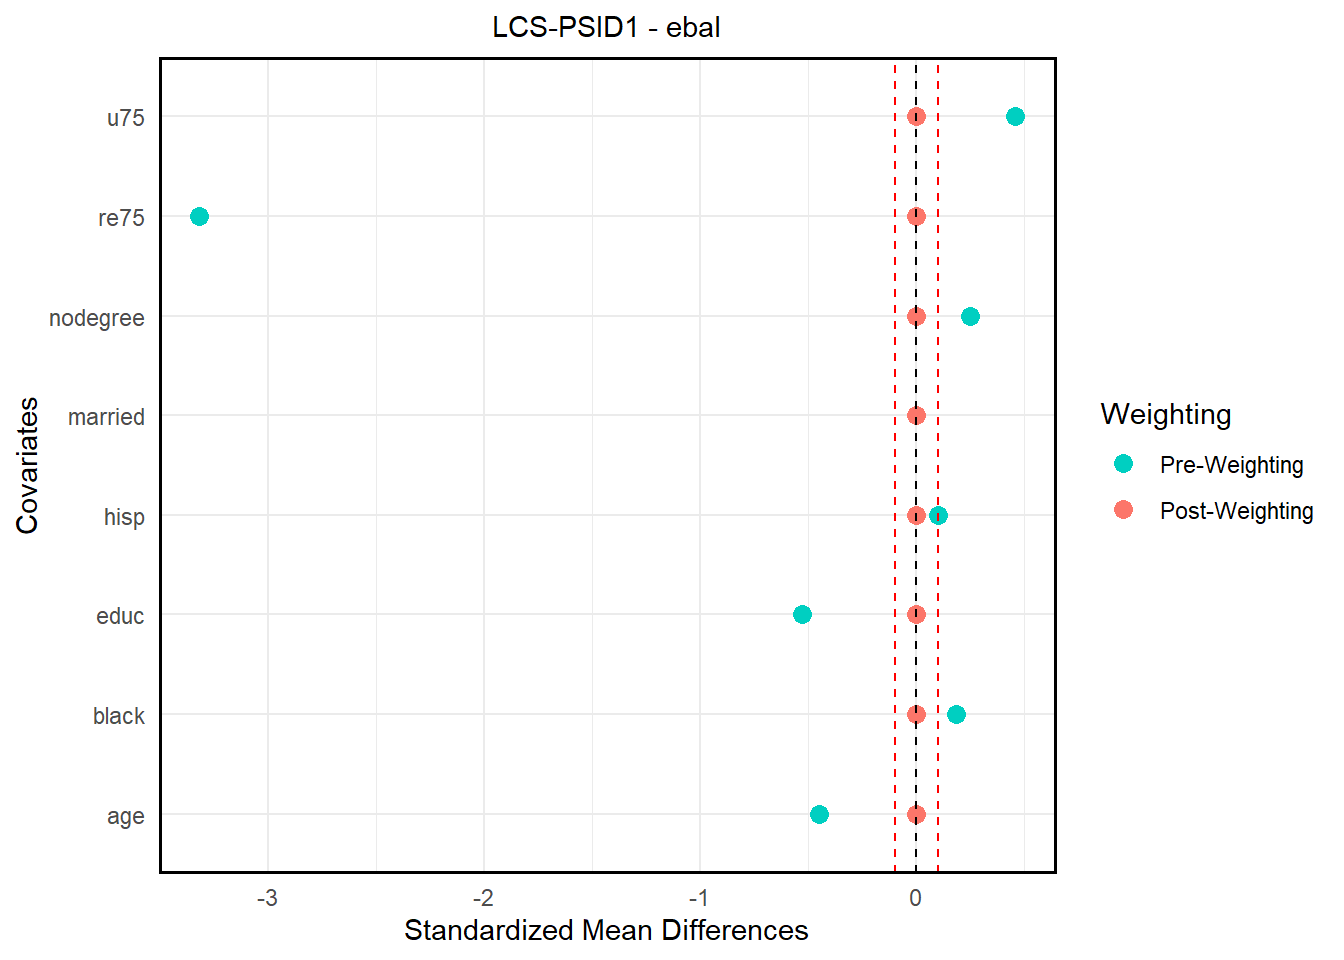 LCS-PSID1 - ebal
u75
re75
nodegree
married
hisp
educ
black
age
Covariates
-3
-2
-1
0
Standardized Mean Differences
Weighting
Pre-Weighting
Post-Weighting